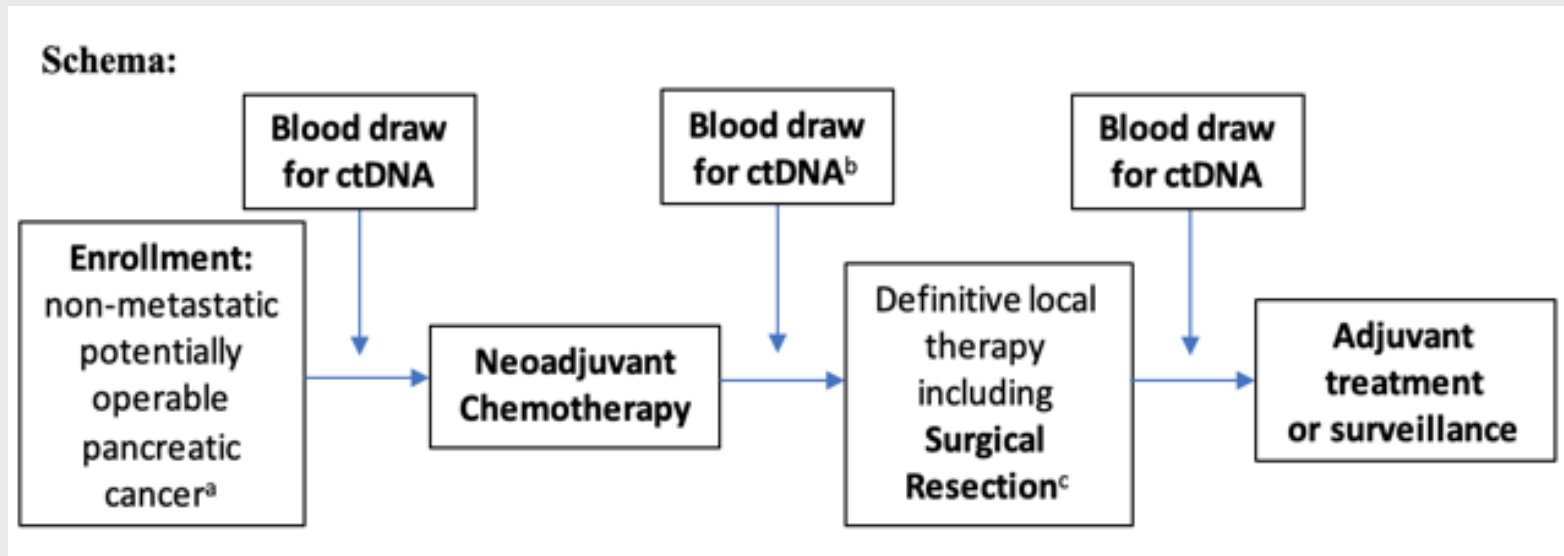 Schema:
Blood draw
for ctDNA
Blood draw
for ctDNAᵇ
Blood draw
for ctDNA
Enrollment:
non-metastatic
potentially
operable
pancreatic
cancerᵃ
Neoadjuvant
Chemotherapy
Definitive local
therapy
including
Surgical
Resectionᶜ
Adjuvant
treatment
or surveillance